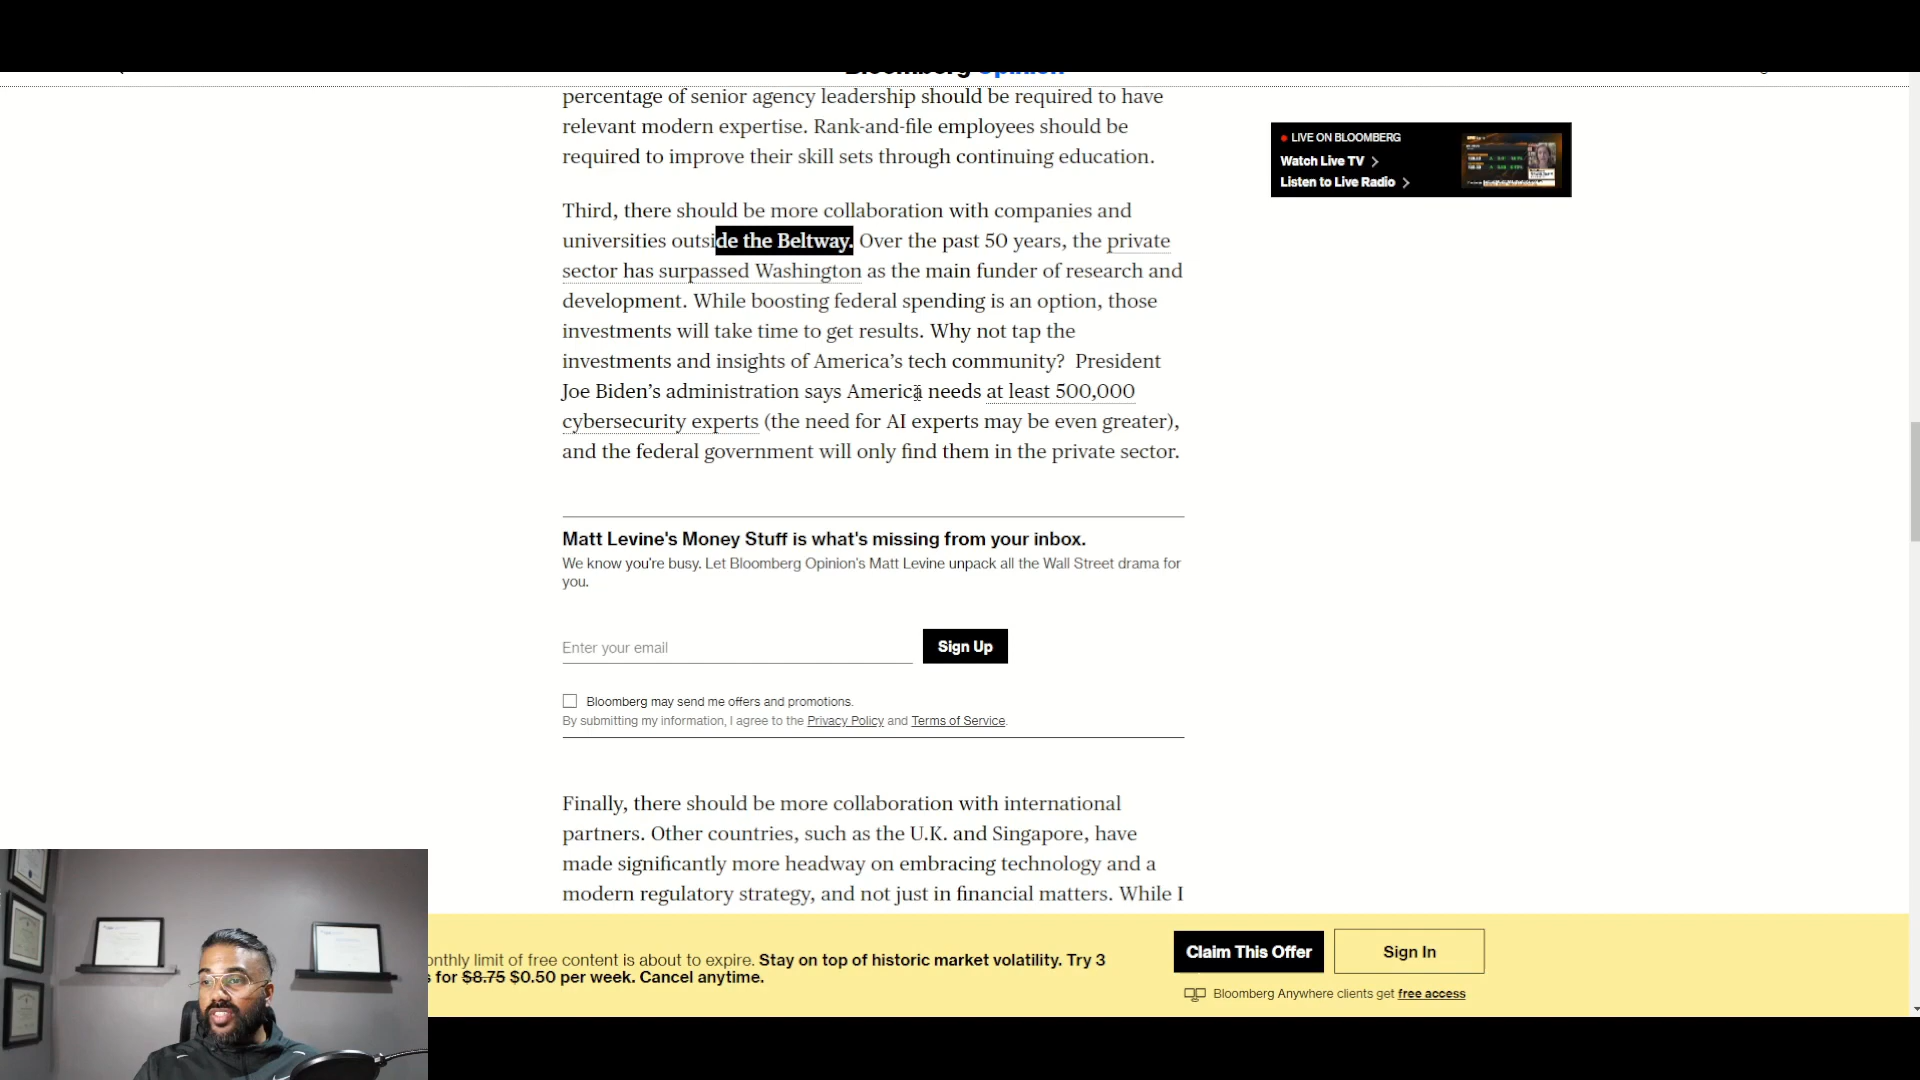 Bloomberg Opinion
percentage of senior agency leadership should be required to have
relevant modern expertise. Rank-and-file employees should be
required to improve their skill sets through continuing education.
LIVE ON BLOOMBERG
Watch Live TV
Listen to Live Radio
Third, there should be more collaboration with companies and
universities outside the Beltway. Over the past 50 years, the private
sector has surpassed Washington as the main funder of research and
development. While boosting federal spending is an option, those
investments will take time to get results. Why not tap the
investments and insights of America’s tech community?  President
Joe Biden’s administration says America needs at least 500,000
cybersecurity experts (the need for AI experts may be even greater),
and the federal government will only find them in the private sector.
Matt Levine's Money Stuff is what's missing from your inbox.
We know you're busy. Let Bloomberg Opinion's Matt Levine unpack all the Wall Street drama for
you.
Enter your email
Sign Up
Bloomberg may send me offers and promotions.
By submitting my information, I agree to the Privacy Policy and Terms of Service.
Finally, there should be more collaboration with international
partners. Other countries, such as the U.K. and Singapore, have
made significantly more headway on embracing technology and a
modern regulatory strategy, and not just in financial matters. While I
onthly limit of free content is about to expire. Stay on top of historic market volatility. Try 3
s for $8.75 $0.50 per week. Cancel anytime.
Claim This Offer
Sign In
Bloomberg Anywhere clients get free access